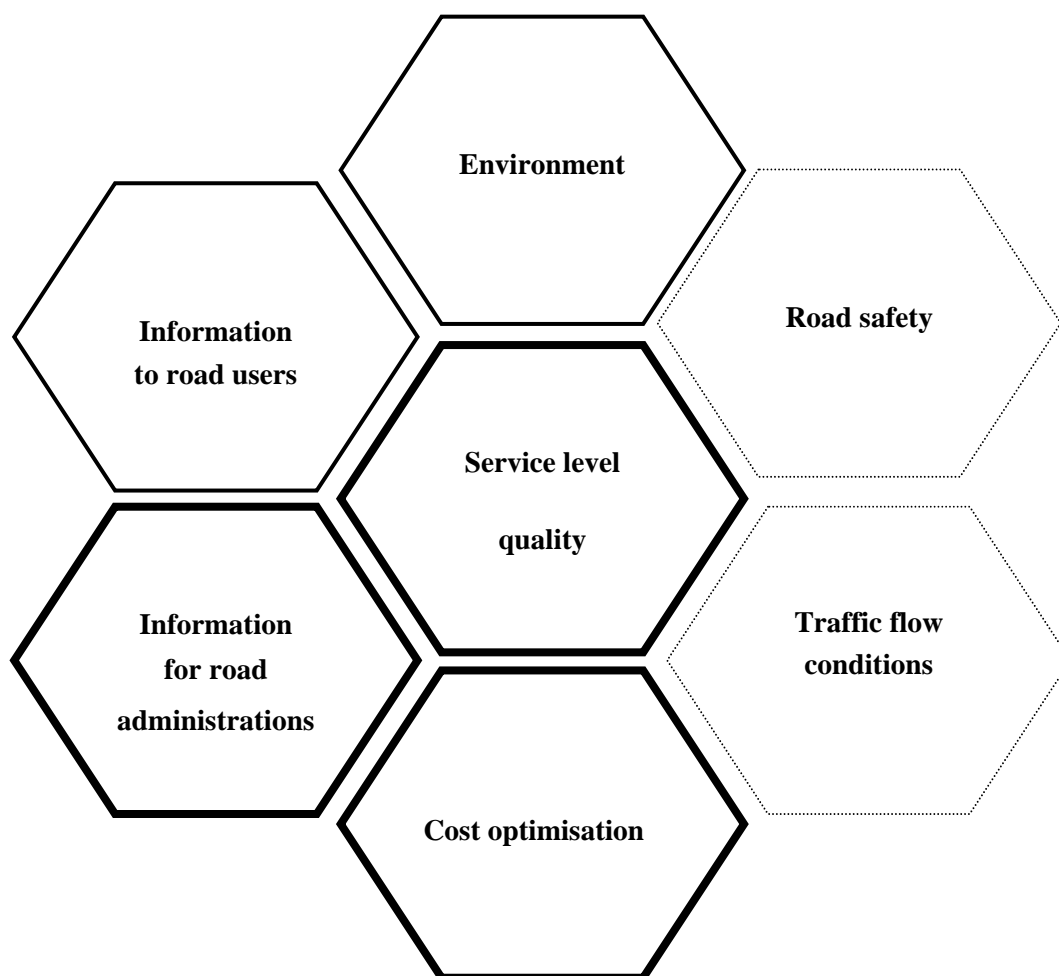 Environment
Information
to road users
Road safety
Service level
quality
Information
for road
administrations
Traffic flow
conditions
Cost optimisation